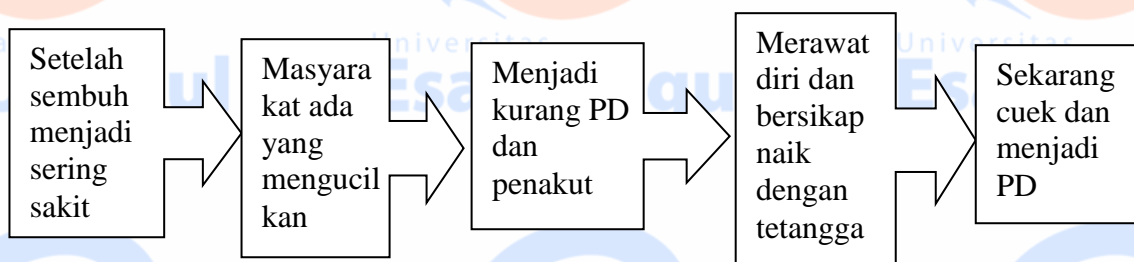 Setelah
sembuh
menjadi
sering
sakit
Masyara
kat ada
yang
mengucil
kan
Menjadi
kurang PD
dan
penakut
Merawat
diri dan
bersikap
naik
dengan
tetangga
Sekarang
cuek dan
menjadi
PD